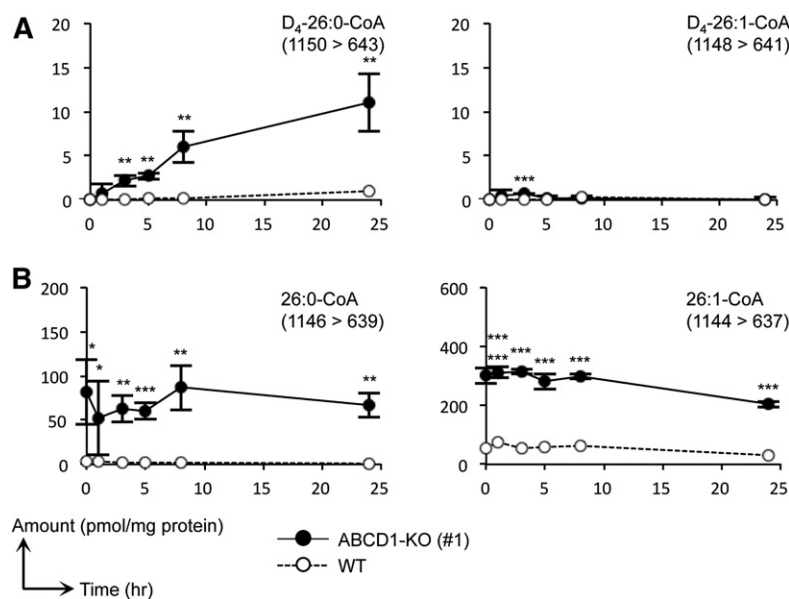 A
D₄-26:0-CoA
(1150 > 643)
20
15
10
5
0
**
**
**
**
0 5 10 15 20 25
D₄-26:1-CoA
(1148 > 641)
20
15
10
5
0
***
0 5 10 15 20 25
B
26:0-CoA
(1146 > 639)
200
150
100
50
0
*
*
**
***
**
**
0 5 10 15 20 25
26:1-CoA
(1144 > 637)
600
400
200
0
***
***
***
***
***
***
0 5 10 15 20 25
Amount (pmol/mg protein)
Time (hr)
ABCD1-KO (#1)
WT